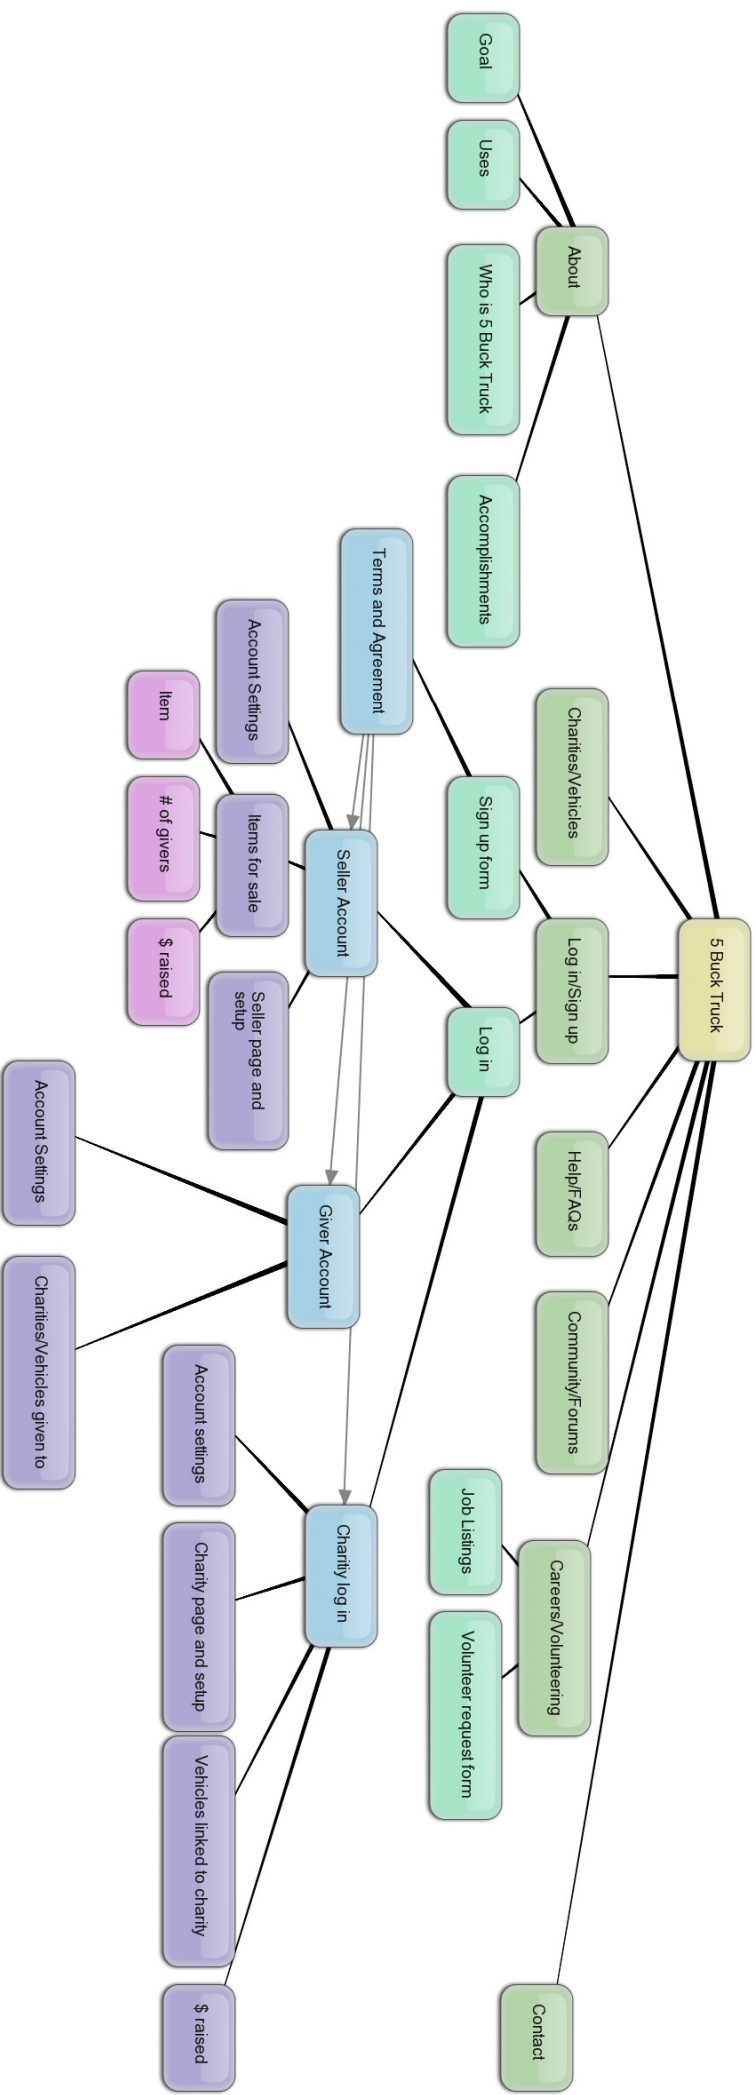 5 Buck Truck
About
Charities/Vehicles
Log in/Sign up
Help/FAQs
Community/Forums
Careers/Volunteering
Contact
Goal
Uses
Who is 5 Buck Truck
Accomplishments
Sign up form
Log in
Job Listings
Volunteer request form
Terms and Agreement
Seller Account
Giver Account
Charitiy log in
Account Settings
Items for sale
Seller page and
setup
Item
# of givers
$ raised
Account Settings
Charities/Vehicles given to
Account settings
Charity page and setup
Vehicles linked to charity
$ raised